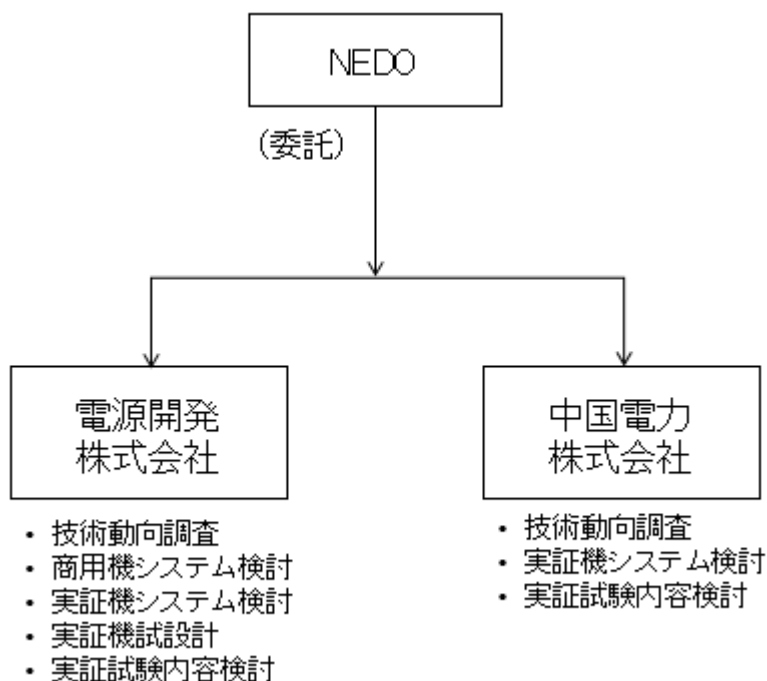 NEDO
(委託)
電源開発
株式会社
・ 技術動向調査
・ 商用機システム検討
・ 実証機システム検討
・ 実証機試設計
・ 実証試験内容検討
中国電力
株式会社
・ 技術動向調査
・ 実証機システム検討
・ 実証試験内容検討